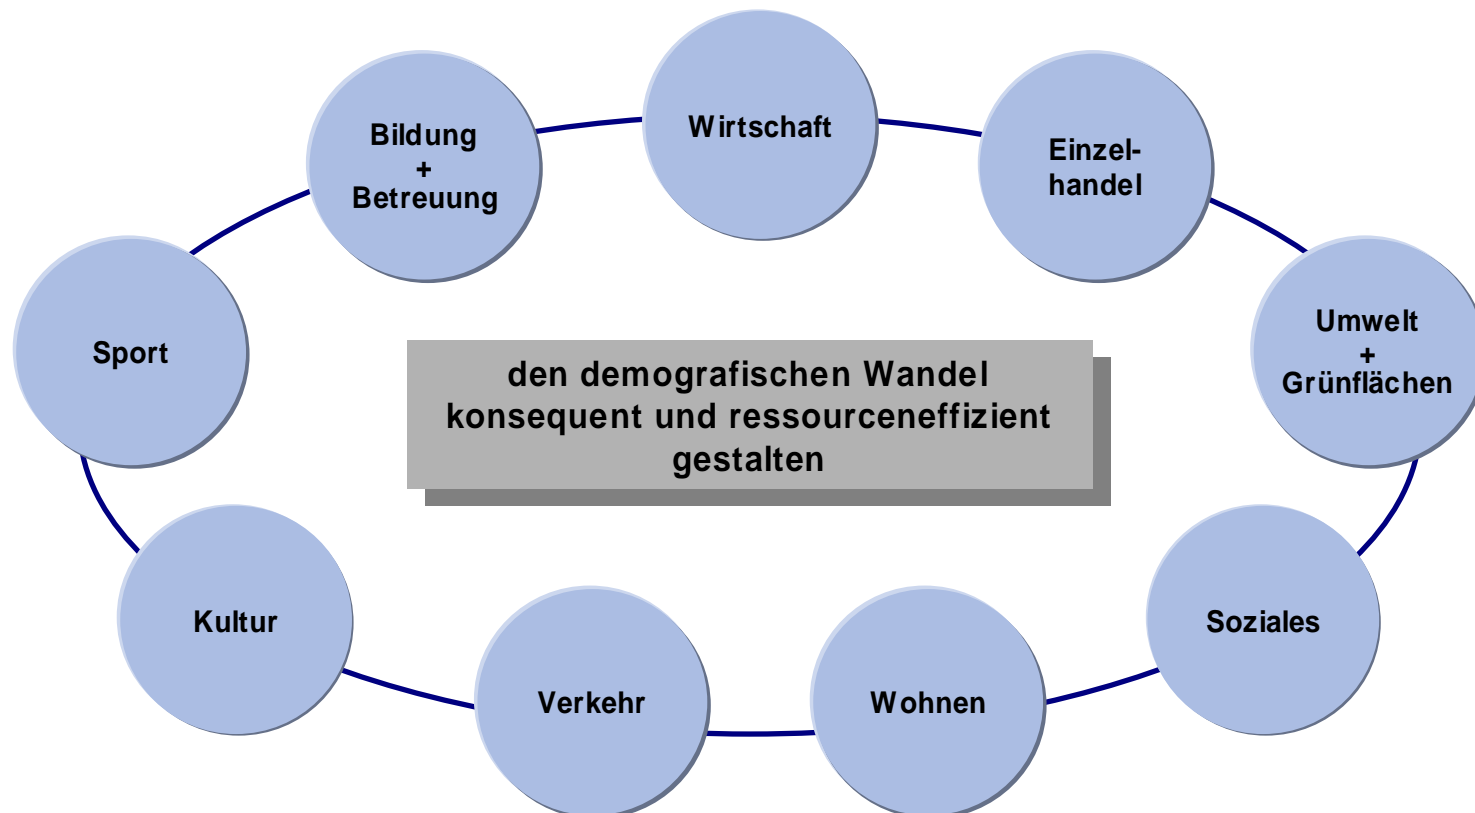 Wirtschaft
Bildung
+
Betreuung
Einzel-
handel
Sport
Umwelt
+
Grünflächen
den demografischen Wandel
konsequent und ressourceneffizient
gestalten
Kultur
Soziales
Verkehr
Wohnen